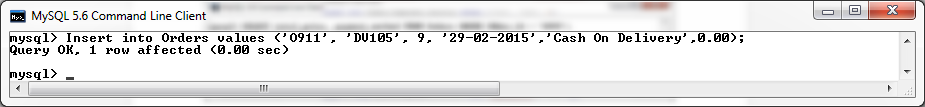 MySQL 5.6 Command Line Client
mysql> Insert into Orders values ('O911', 'DV105', 9, '29-02-2015','Cash On Delivery',0.00);
Query OK, 1 row affected (0.00 sec)
mysql> _